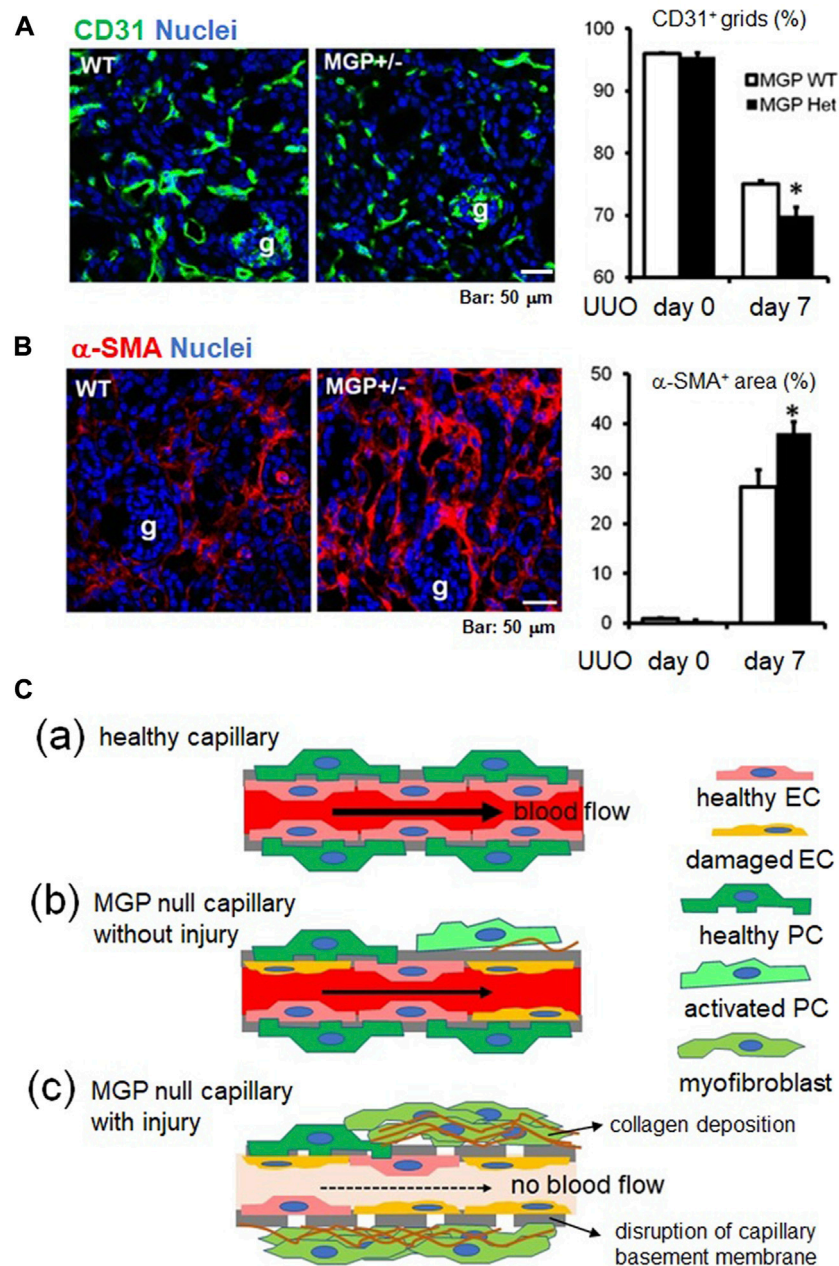 A
CD31 Nuclei
WT
MGP+/-
g
g
Bar: 50 μm
CD31⁺ grids (%)
100
90
80
70
60
MGP WT
MGP Het
*
UUO day 0 day 7
B
α-SMA Nuclei
WT
MGP+/-
g
g
Bar: 50 μm
α-SMA⁺ area (%)
50
40
30
20
10
0
*
UUO day 0 day 7
C
(a) healthy capillary
blood flow
(b) MGP null capillary
without injury
(c) MGP null capillary
with injury
collagen deposition
no blood flow
disruption of capillary
basement membrane
healthy EC
damaged EC
healthy PC
activated PC
myofibroblast